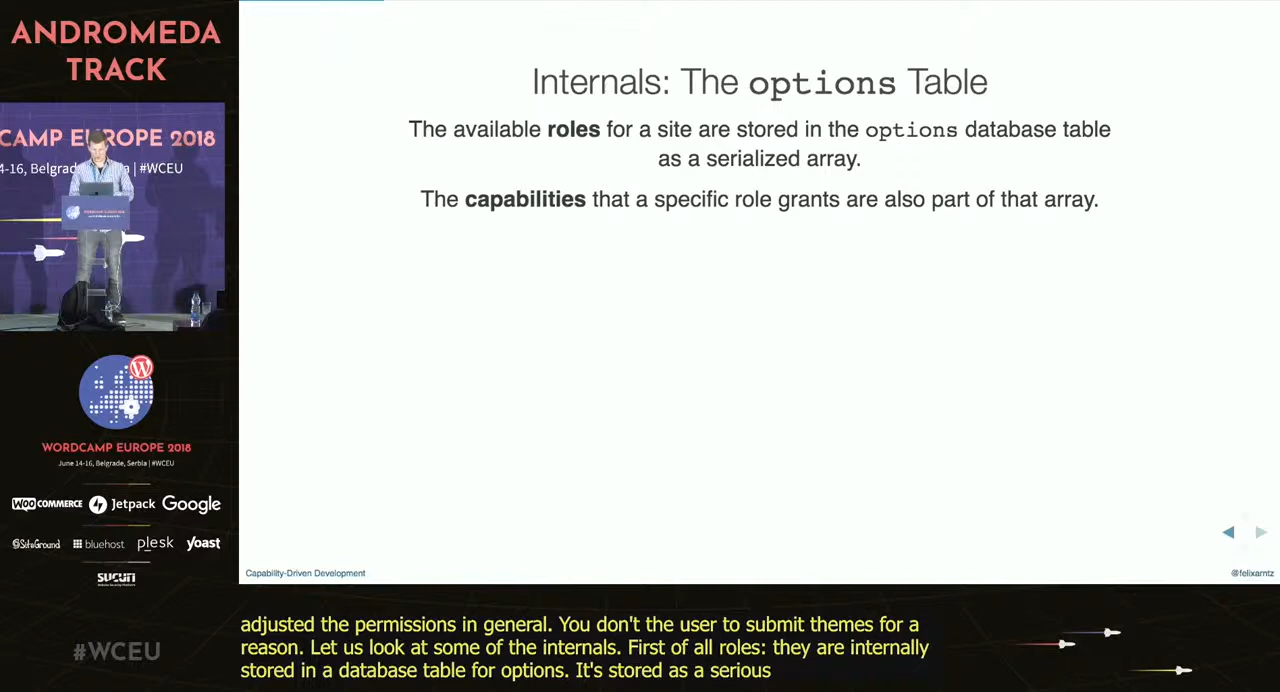 ANDROMEDA
TRACK
CAMP EUROPE 2018
4-16, Belgrad | #WCEU
WORDCAMP EUROPE 2018
June 14-16, Belgrade, Serbia | #WCEU
WOO COMMERCE Jetpack Google
SiteGround bluehost plesk yoast
SUCURI
#WCEU
Internals: The options Table
The available roles for a site are stored in the options database table
as a serialized array.
The capabilities that a specific role grants are also part of that array.
Capability-Driven Development
@felixarntz
adjusted the permissions in general. You don't the user to submit themes for a
reason. Let us look at some of the internals. First of all roles: they are internally
stored in a database table for options. It's stored as a serious